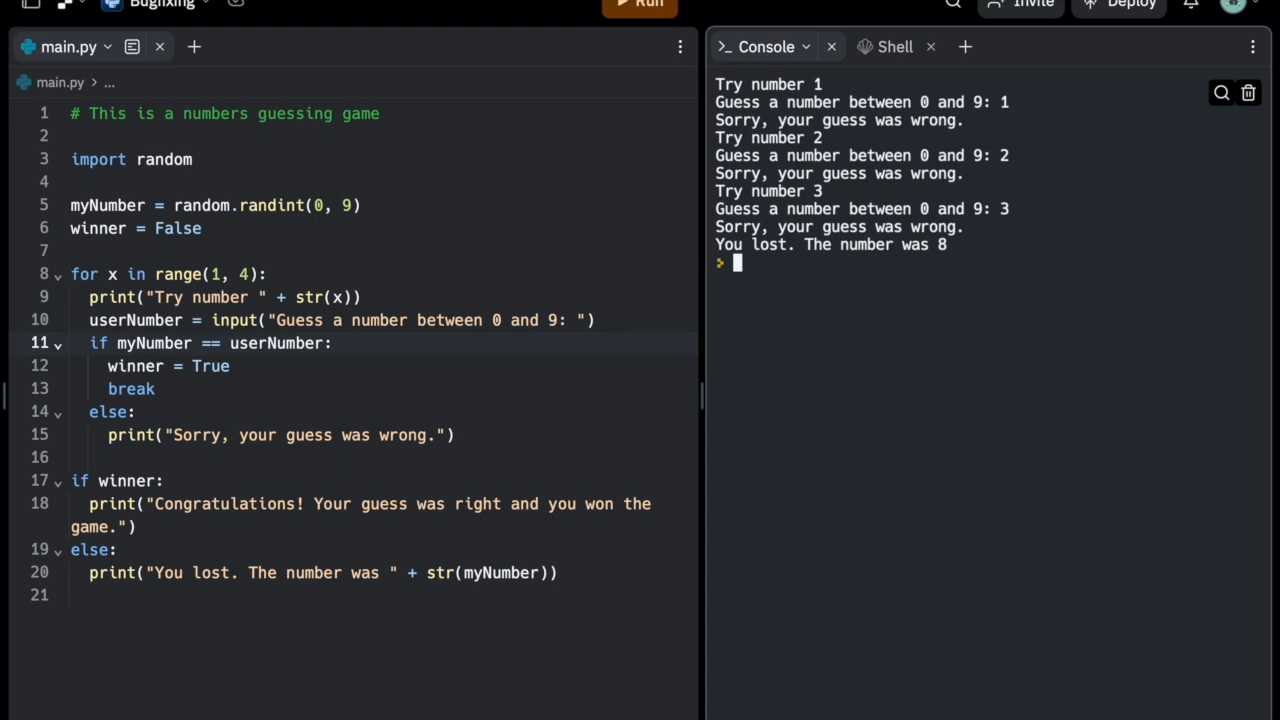 Bugfixing
Run
Invite
Deploy
main.py
main.py > ...
1 # This is a numbers guessing game
2
3 import random
4
5 myNumber = random.randint(0, 9)
6 winner = False
7
8 for x in range(1, 4):
9 print("Try number " + str(x))
10 userNumber = input("Guess a number between 0 and 9: ")
11 if myNumber == userNumber:
12 winner = True
13 break
14 else:
15 print("Sorry, your guess was wrong.")
16
17 if winner:
18 print("Congratulations! Your guess was right and you won the
game.")
19 else:
20 print("You lost. The number was " + str(myNumber))
21
>_ Console
Shell
Try number 1
Guess a number between 0 and 9: 1
Sorry, your guess was wrong.
Try number 2
Guess a number between 0 and 9: 2
Sorry, your guess was wrong.
Try number 3
Guess a number between 0 and 9: 3
Sorry, your guess was wrong.
You lost. The number was 8